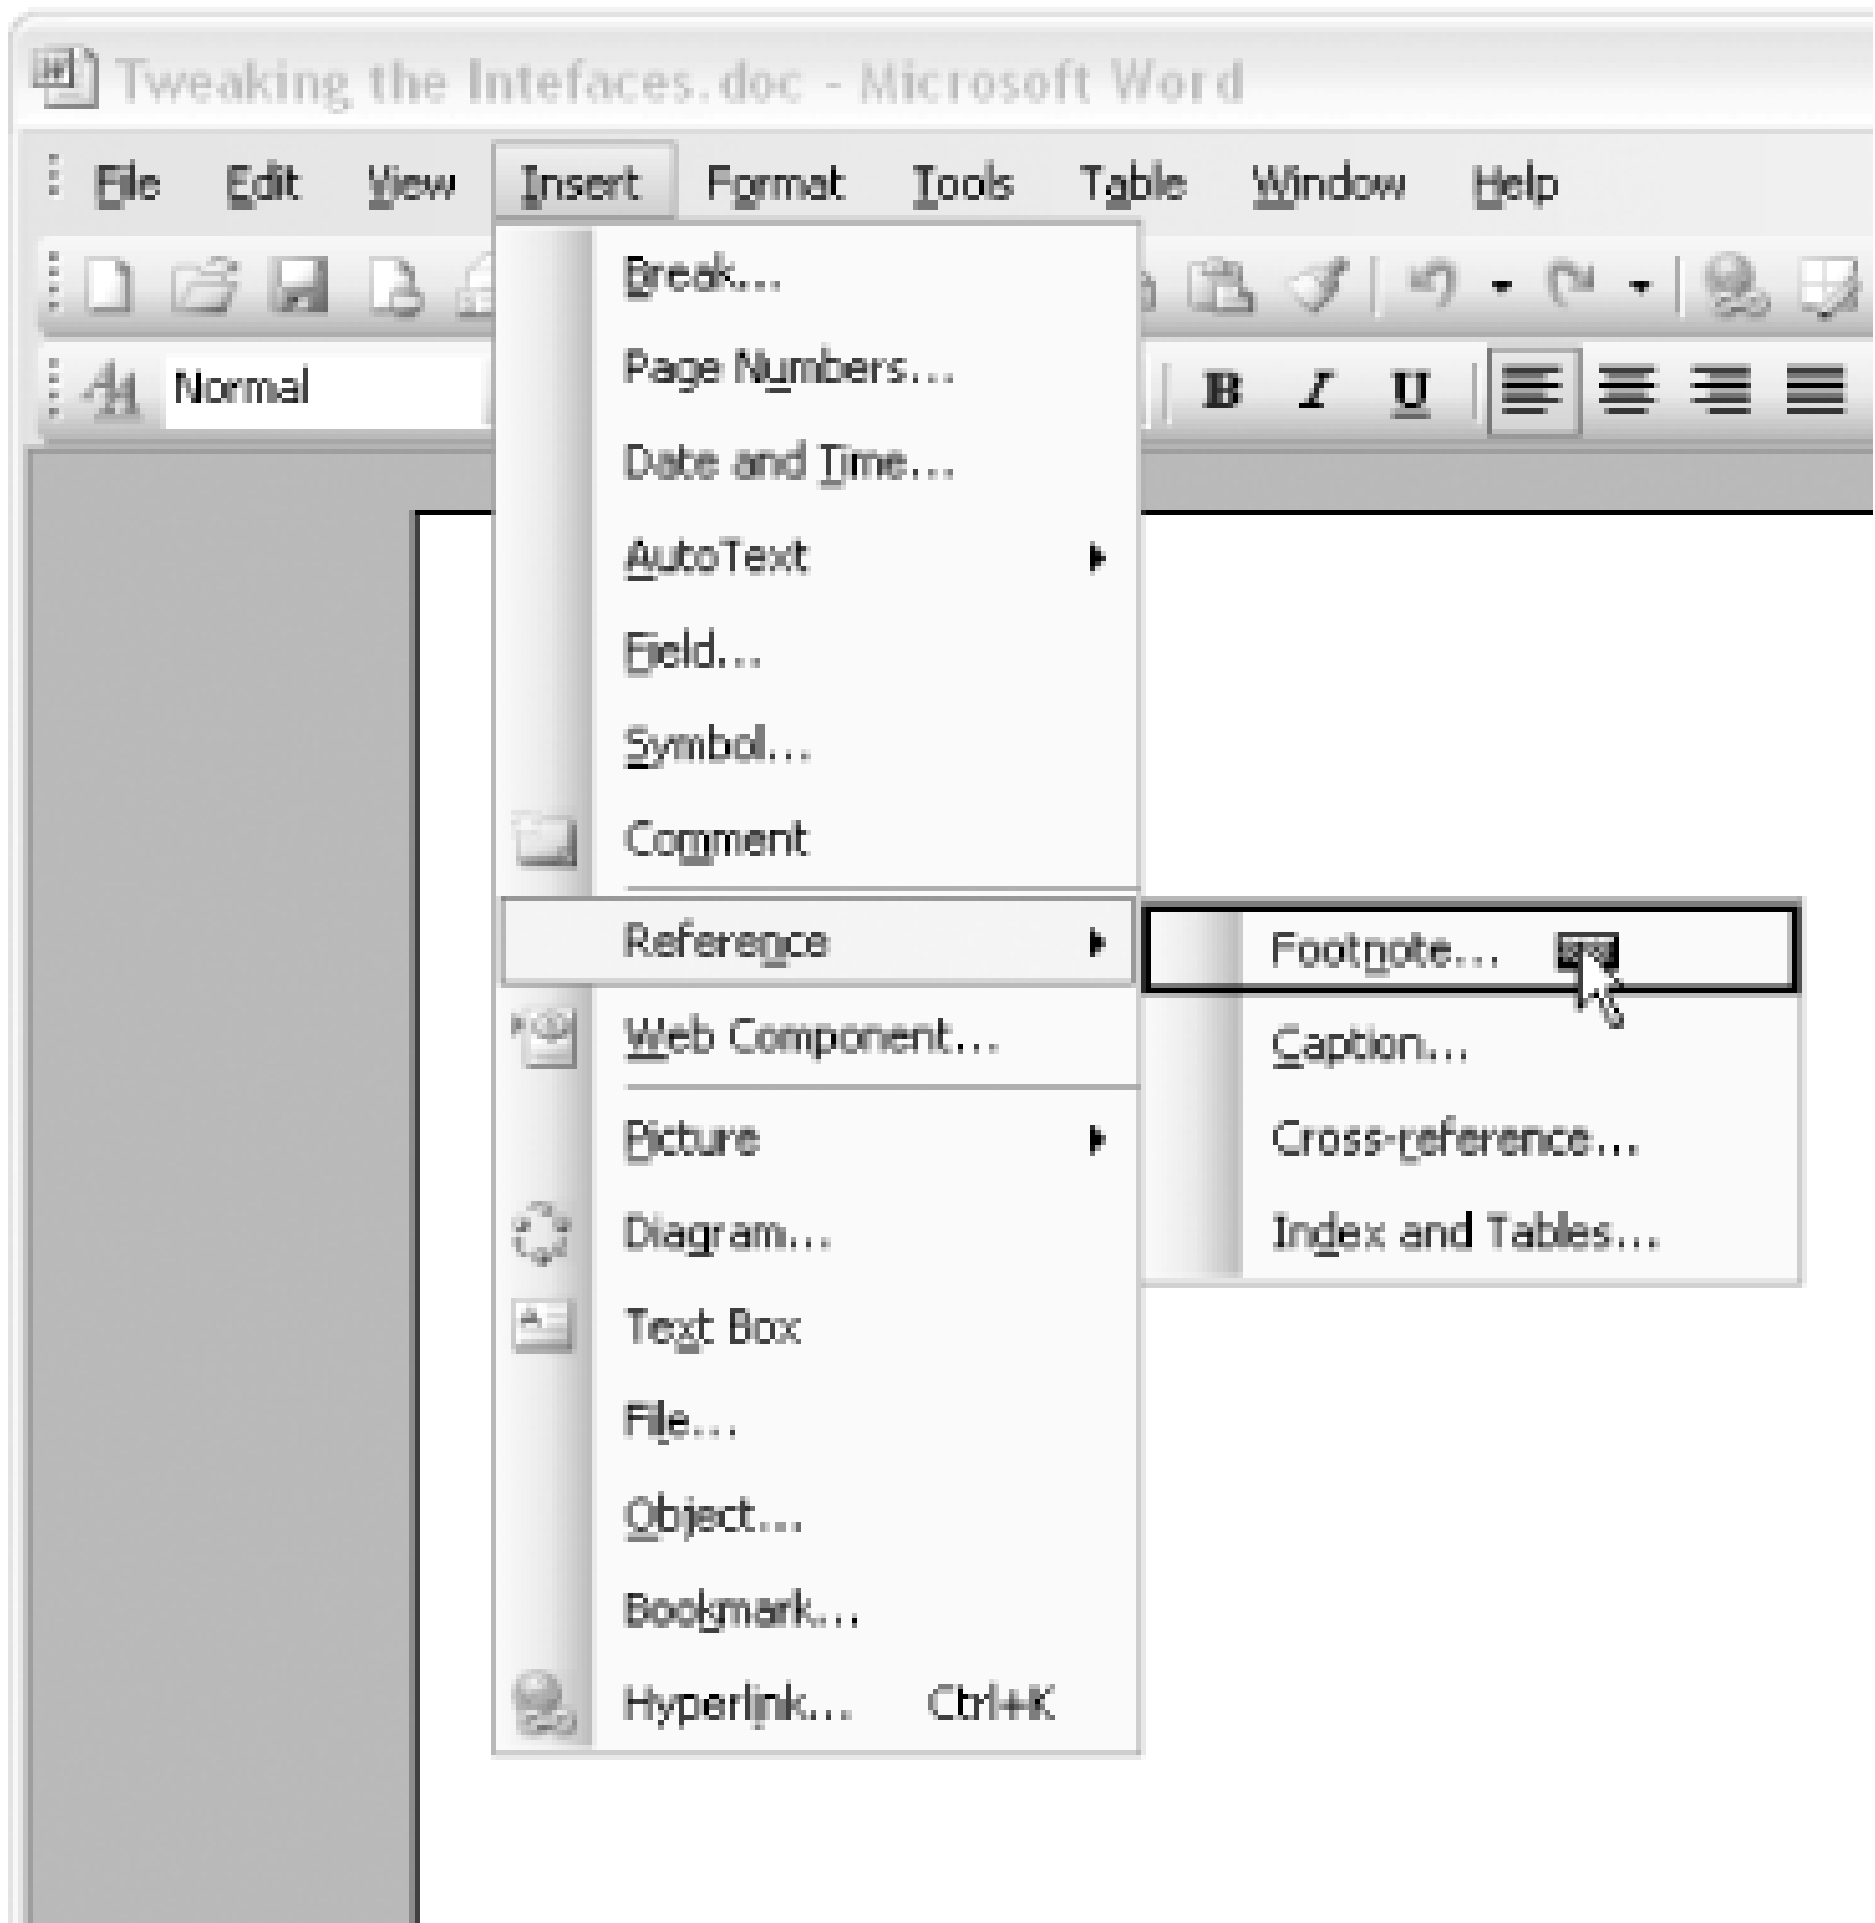 Tweaking the Intefaces.doc - Microsoft Word
File Edit View Insert Format Tools Table Window Help
Normal B I U
Break...
Page Numbers...
Date and Time...
AutoText
Field...
Symbol...
Comment
Reference
Footnote...
Caption...
Cross-reference...
Index and Tables...
Web Component...
Picture
Diagram...
Text Box
File...
Object...
Bookmark...
Hyperlink... Ctrl+K